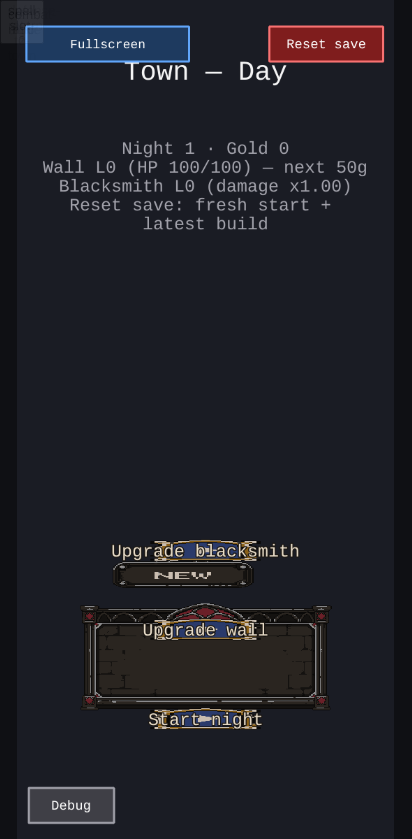 Fullscreen
Reset save
Town — Day
Night 1 · Gold 0
Wall L0 (HP 100/100) — next 50g
Blacksmith L0 (damage x1.00)
Reset save: fresh start +
latest build
Upgrade blacksmith
NEW
Upgrade wall
Start night
Debug